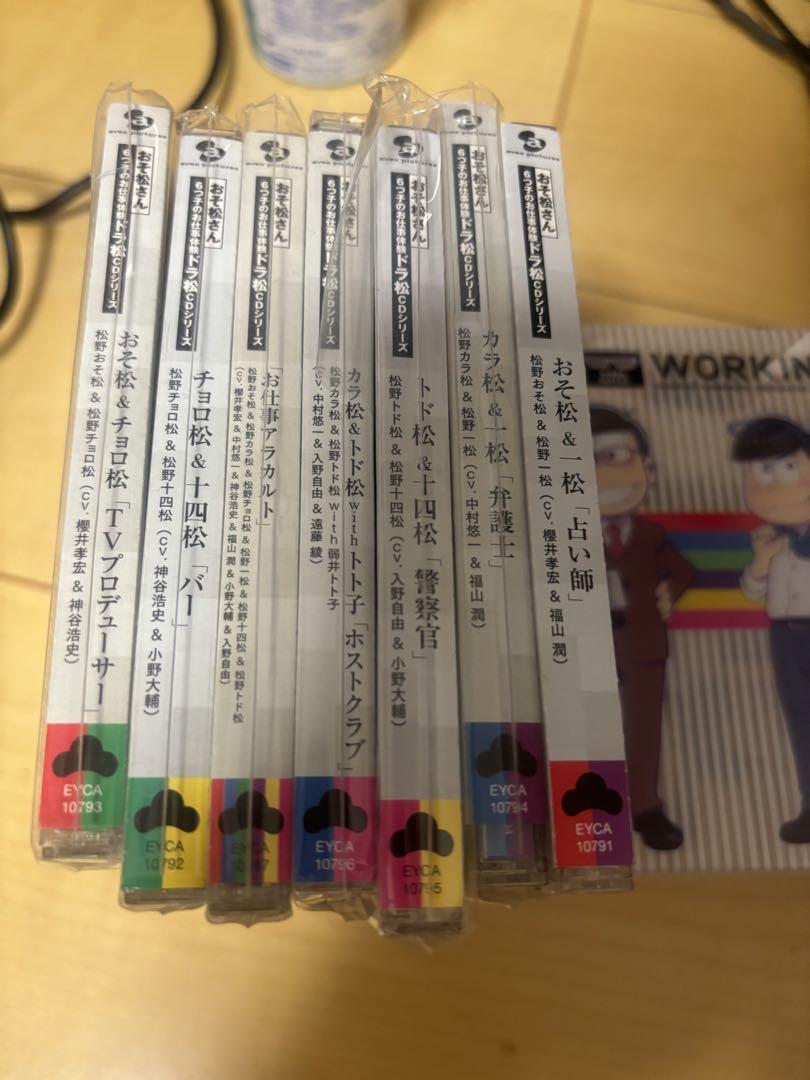 a
avex pictures
おそ松さん
6つ子のお仕事体験ドラ松CDシリーズ
おそ松&チョロ松「TVプロデューサー」
松野おそ松&松野チョロ松(CV.櫻井孝宏&神谷浩史)
EYCA
10793
a
avex pictures
おそ松さん
6つ子のお仕事体験ドラ松CDシリーズ
チョロ松&十四松「バー」
松野チョロ松&松野十四松(CV.神谷浩史&小野大輔)
EYCA
10792
a
avex pictures
おそ松さん
6つ子のお仕事体験ドラ松CDシリーズ
「お仕事アラカルト」
松野おそ松&松野カラ松&松野チョロ松&松野一松&松野十四松&松野トド松
(CV.櫻井孝宏&中村悠一&神谷浩史&福山潤&小野大輔&入野自由)
EYCA
a
avex pictures
おそ松さん
6つ子のお仕事体験ドラ松CDシリーズ
カラ松&トド松withトト子「ホストクラブ」
松野カラ松&松野トド松with弱井トト子
(CV.中村悠一&入野自由&遠藤綾)
EYCA
10796
a
avex pictures
おそ松さん
6つ子のお仕事体験ドラ松CDシリーズ
トド松&十四松「警察官」
松野トド松&松野十四松(CV.入野自由&小野大輔)
EYCA
10795
a
avex pictures
おそ松さん
6つ子のお仕事体験ドラ松CDシリーズ
カラ松&一松「弁護士」
松野カラ松&松野一松(CV.中村悠一&福山潤)
EYCA
10794
a
avex pictures
おそ松さん
6つ子のお仕事体験ドラ松CDシリーズ
おそ松&一松「占い師」
松野おそ松&松野一松(CV.櫻井孝宏&福山潤)
EYCA
10791
WORKIN